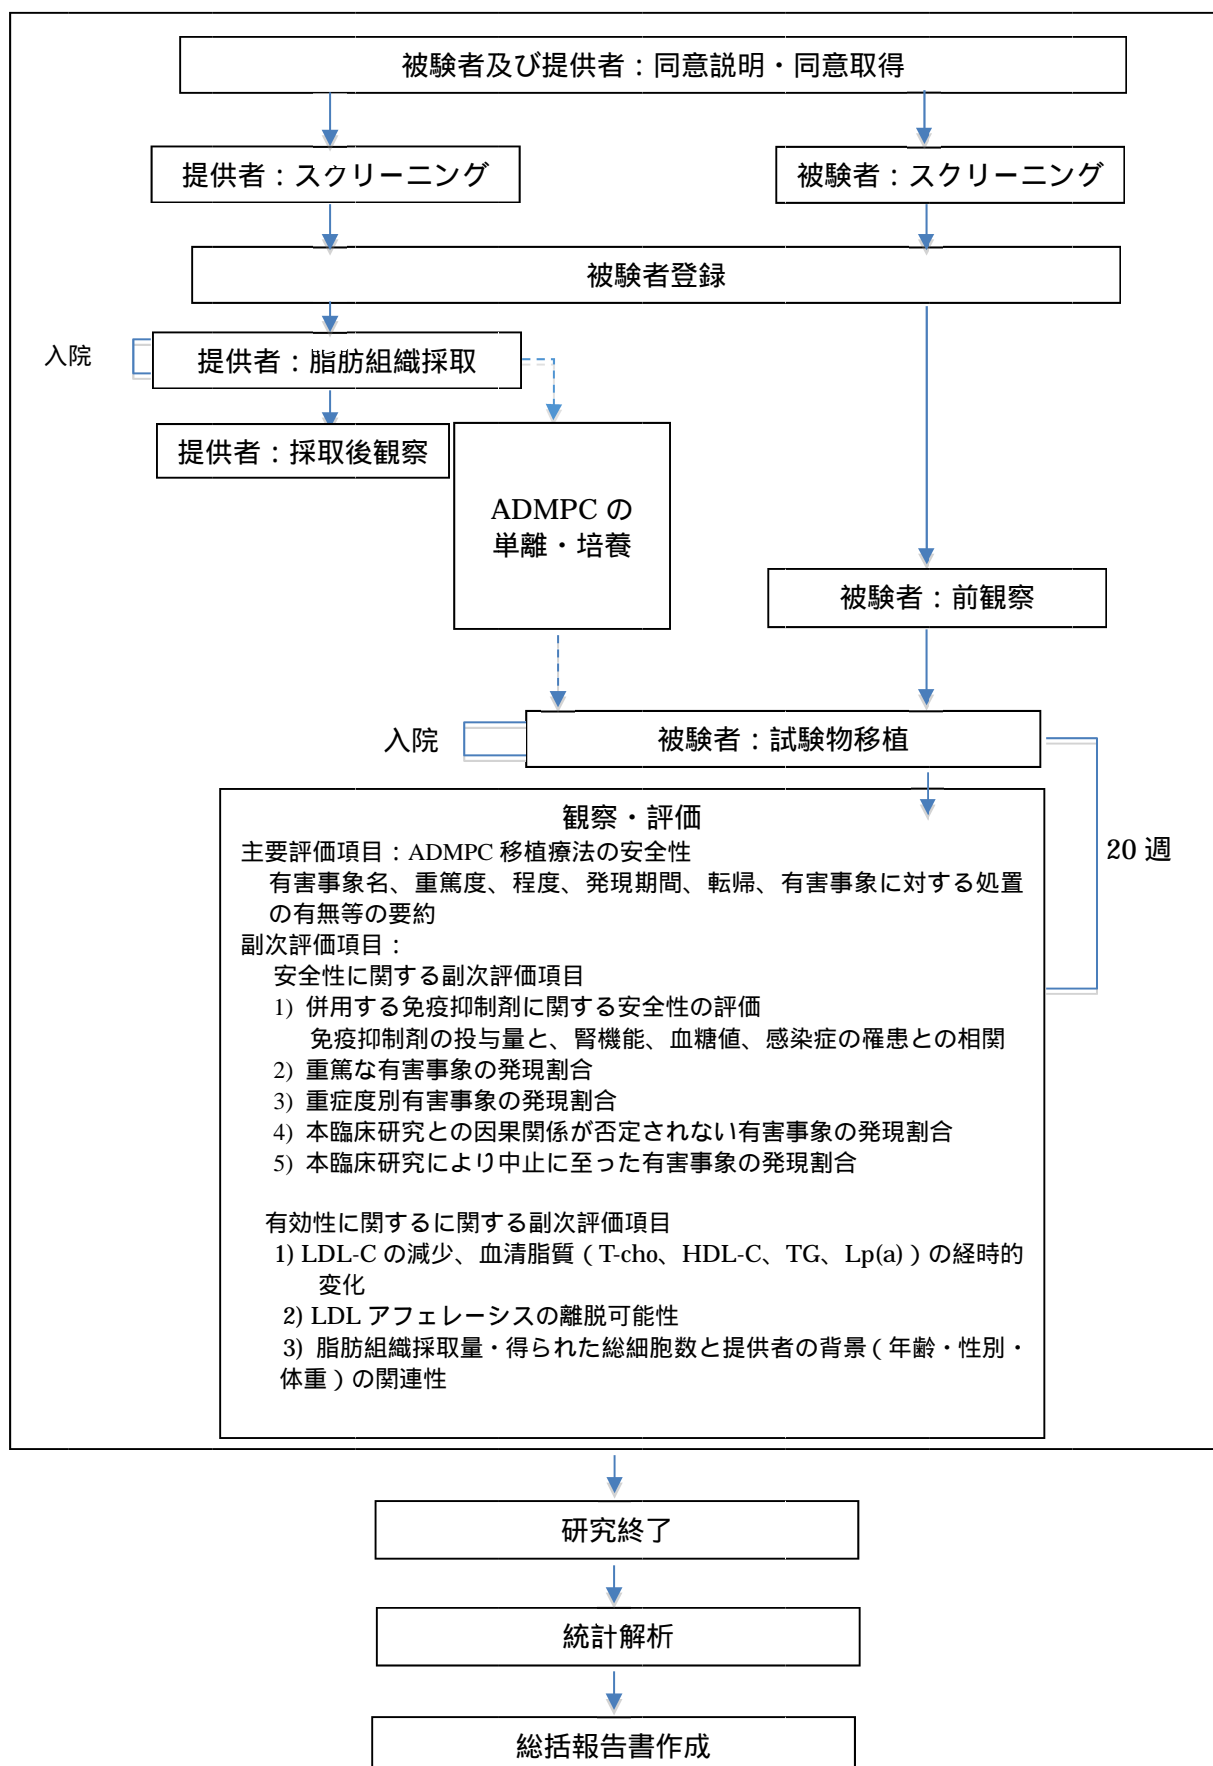 被験者及び提供者：同意説明・同意取得
提供者：スクリーニング
被験者：スクリーニング
被験者登録
入院
提供者：脂肪組織採取
提供者：採取後観察
ADMPC の
単離・培養
被験者：前観察
入院
被験者：試験物移植
20 週
観察・評価
主要評価項目：ADMPC 移植療法の安全性
有害事象名、重篤度、程度、発現期間、転帰、有害事象に対する処置
の有無等の要約
副次評価項目：
安全性に関する副次評価項目
1) 併用する免疫抑制剤に関する安全性の評価
免疫抑制剤の投与量と、腎機能、血糖値、感染症の罹患との相関
2) 重篤な有害事象の発現割合
3) 重症度別有害事象の発現割合
4) 本臨床研究との因果関係が否定されない有害事象の発現割合
5) 本臨床研究により中止に至った有害事象の発現割合
有効性に関するに関する副次評価項目
1) LDL-C の減少、血清脂質（T-cho、HDL-C、TG、Lp(a)）の経時的
変化
2) LDL アフェレーシスの離脱可能性
3) 脂肪組織採取量・得られた総細胞数と提供者の背景（年齢・性別・
体重）の関連性
研究終了
統計解析
総括報告書作成